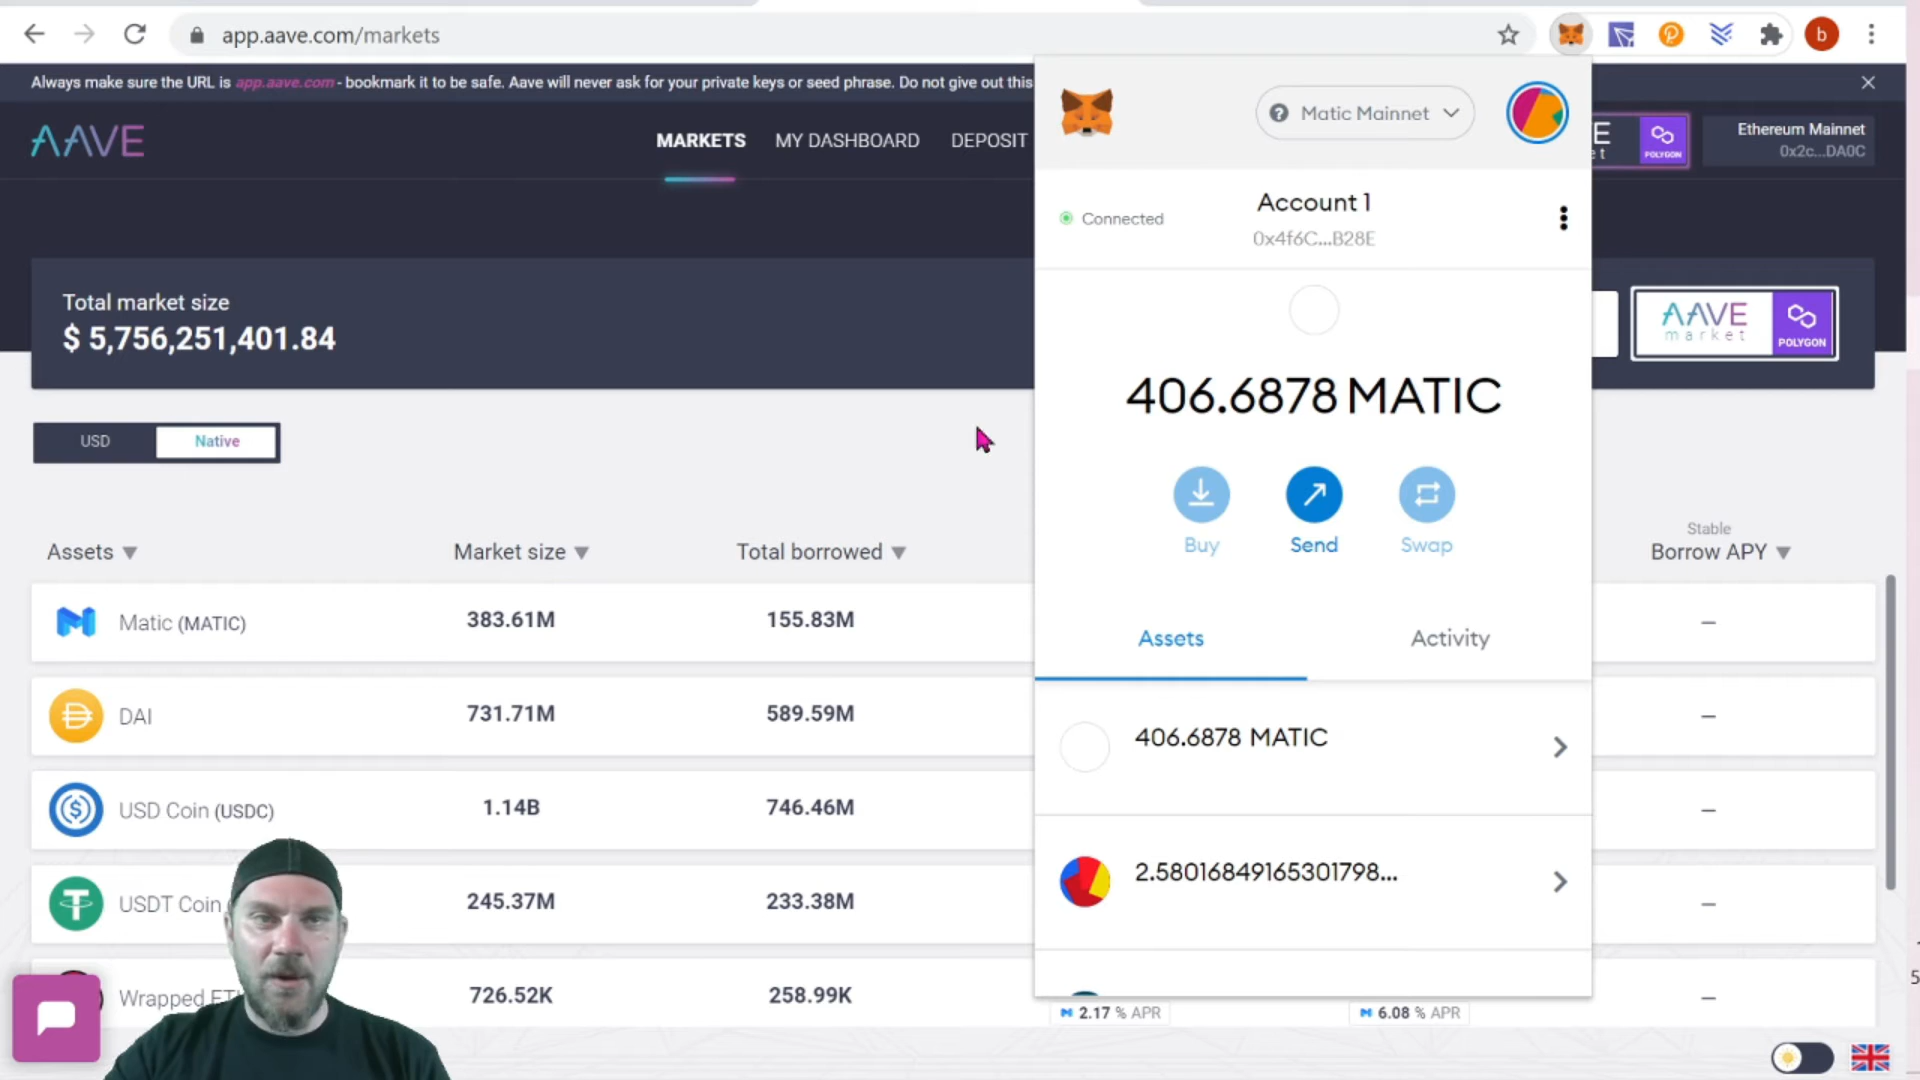 app.aave.com/markets
b
Always make sure the URL is app.aave.com - bookmark it to be safe. Aave will never ask for your private keys or seed phrase. Do not give out this
AAVE
MARKETS
MY DASHBOARD
DEPOSIT
Matic Mainnet
E
t
POLYGON
Ethereum Mainnet
0x2c...DA0C
Connected
Account 1
0x4f6C...B28E
Total market size
$ 5,756,251,401.84
AAVE
market
POLYGON
406.6878 MATIC
USD
Native
Buy
Send
Swap
Assets
Market size
Total borrowed
Stable
Borrow APY
Matic (MATIC)
383.61M
155.83M
–
Assets
Activity
DAI
731.71M
589.59M
–
406.6878 MATIC
USD Coin (USDC)
1.14B
746.46M
–
2.58016849165301798...
USDT Coin
245.37M
233.38M
–
Wrapped
726.52K
258.99K
–
2.17 % APR
6.08 % APR